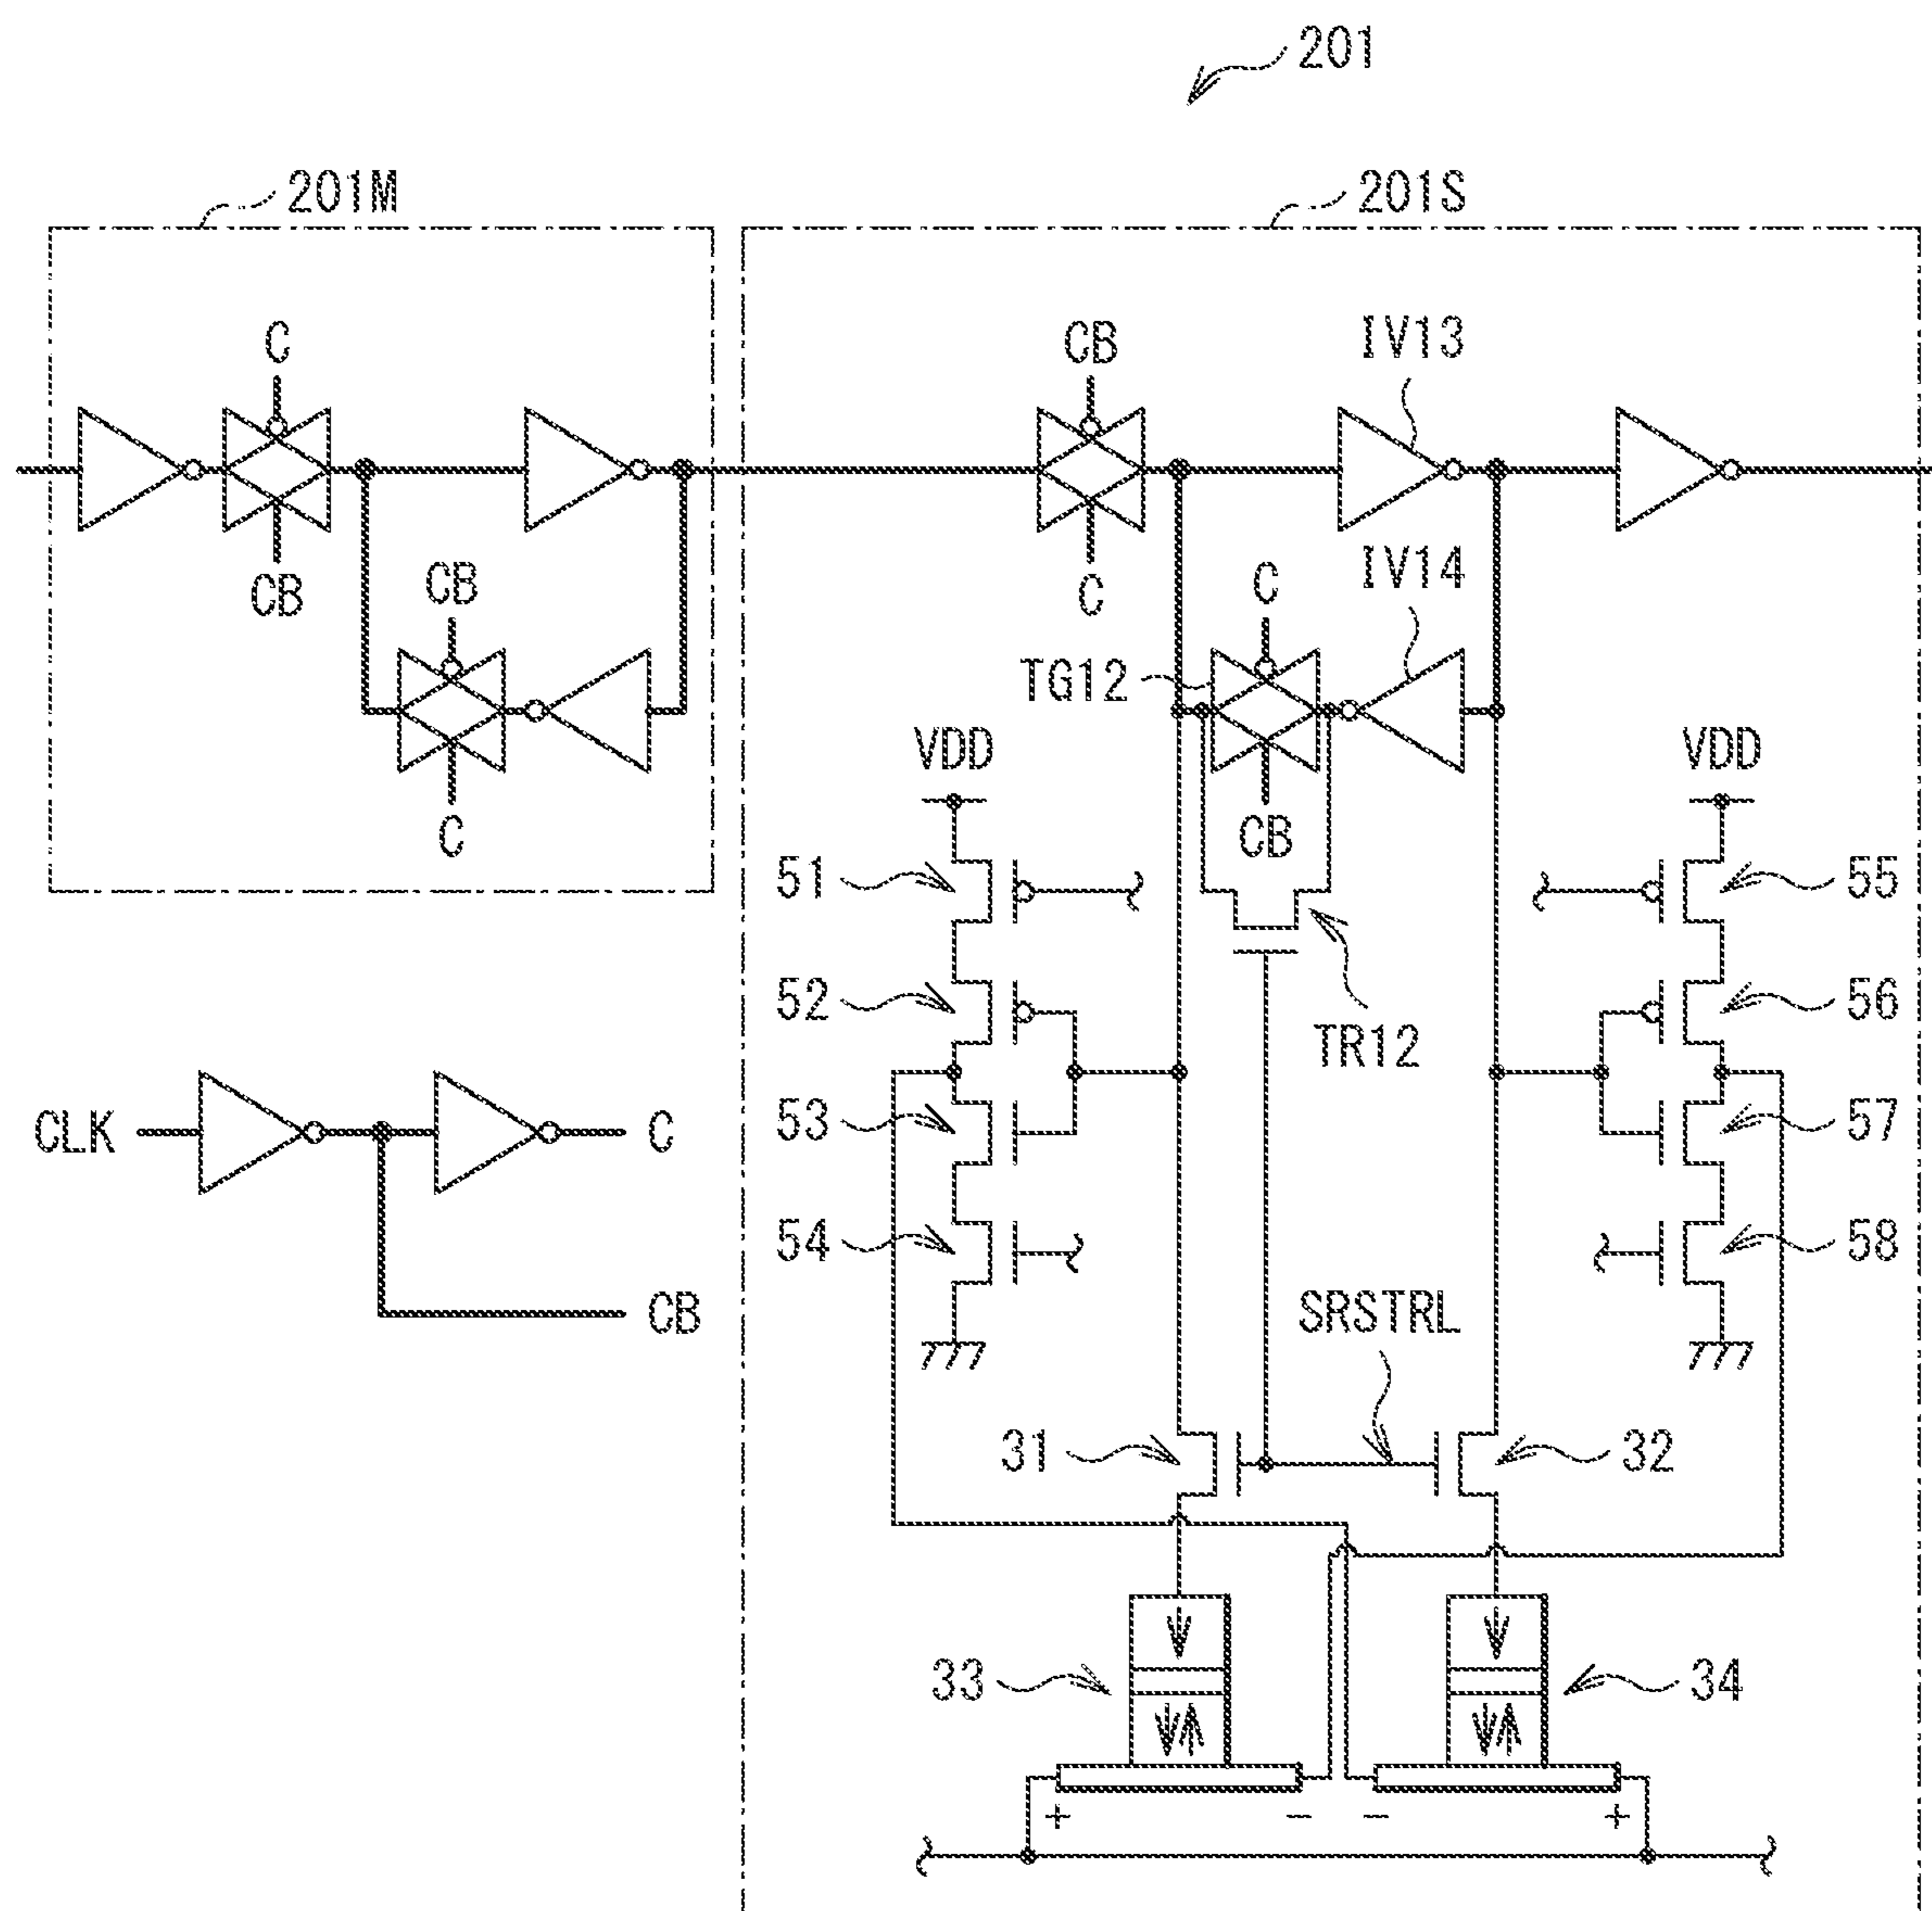 201
201M
201S
C
CB
IV13
CB
CB
C
C
IV14
TG12
C
CB
VDD
VDD
51
55
52
56
TR12
CLK
C
53
57
54
58
CB
SRSTRL
31
32
33
34
+
-
-
+